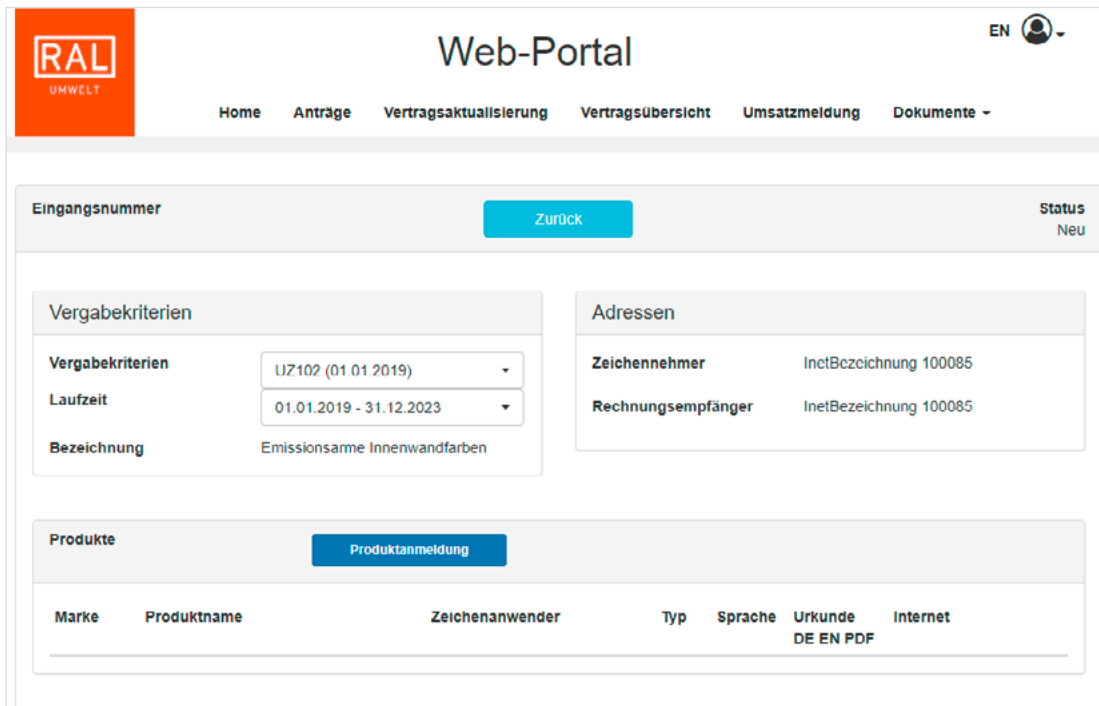 RAL
UMWELT
Web-Portal
EN
Home Anträge Vertragsaktualisierung Vertragsübersicht Umsatzmeldung Dokumente
Eingangsnummer
Zurück
Status
Neu
Vergabekriterien
Vergabekriterien UZ102 (01.01.2019)
Laufzeit 01.01.2019 - 31.12.2023
Bezeichnung Emissionsarme Innenwandfarben
Adressen
Zeichennehmer InetBezeichnung 100085
Rechnungsempfänger InetBezeichnung 100085
Produkte Produktanmeldung
Marke Produktname Zeichenanwender Typ Sprache Urkunde Internet
DE EN PDF